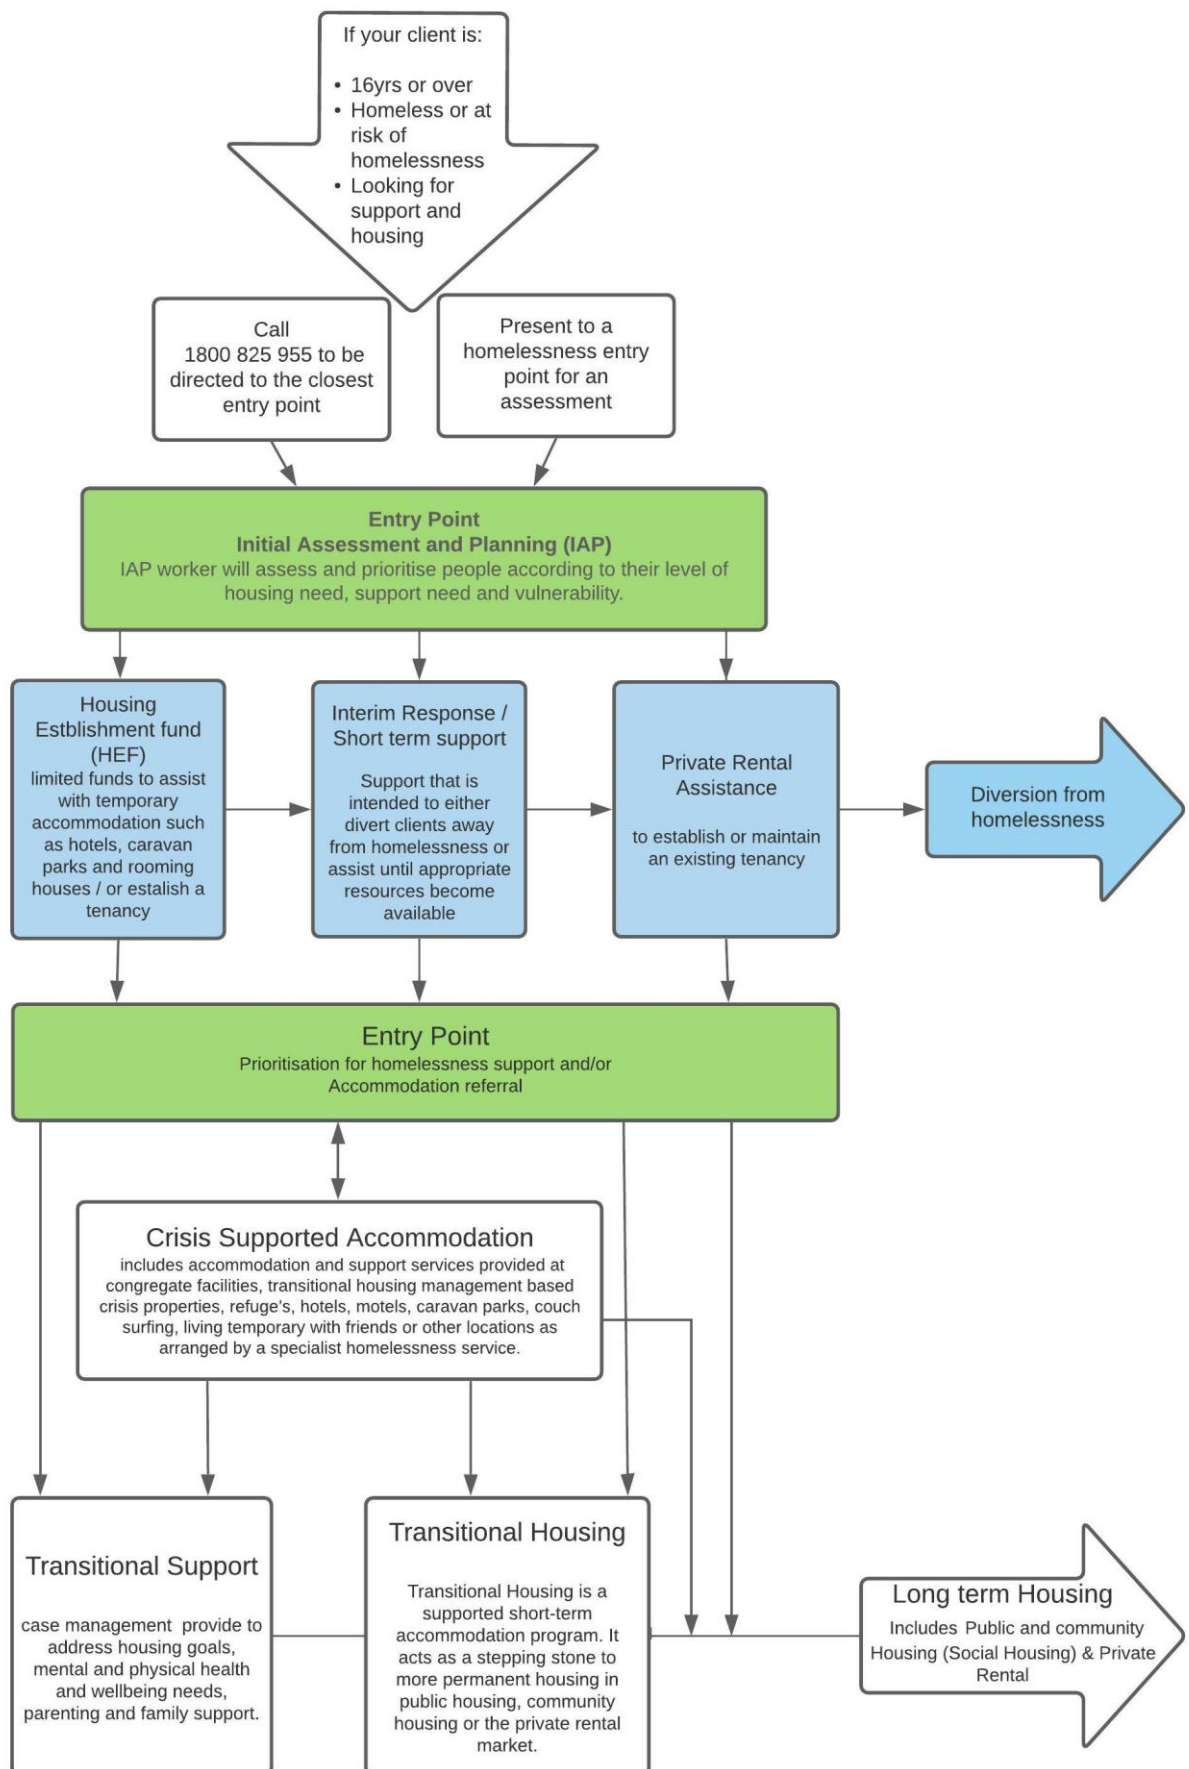 If your client is:
• 16yrs or over
• Homeless or at
risk of
homelessness
• Looking for
support and
housing
Call
1800 825 955 to be
directed to the closest
entry point
Present to a
homelessness entry
point for an
assessment
Entry Point
Initial Assessment and Planning (IAP)
IAP worker will assess and prioritise people according to their level of
housing need, support need and vulnerability.
Housing
Estblishment fund
(HEF)
limited funds to assist
with temporary
accommodation such
as hotels, caravan
parks and rooming
houses / or estalish a
tenancy
Interim Response /
Short term support
Support that is
intended to either
divert clients away
from homelessness or
assist until appropriate
resources become
available
Private Rental
Assistance
to establish or maintain
an existing tenancy
Diversion from
homelessness
Entry Point
Prioritisation for homelessness support and/or
Accommodation referral
Crisis Supported Accommodation
includes accommodation and support services provided at
congregate facilities, transitional housing management based
crisis properties, refuge's, hotels, motels, caravan parks, couch
surfing, living temporary with friends or other locations as
arranged by a specialist homelessness service.
Transitional Support
case management provide to
address housing goals,
mental and physical health
and wellbeing needs,
parenting and family support.
Transitional Housing
Transitional Housing is a
supported short-term
accommodation program. It
acts as a stepping stone to
more permanent housing in
public housing, community
housing or the private rental
market.
Long term Housing
Includes Public and community
Housing (Social Housing) & Private
Rental